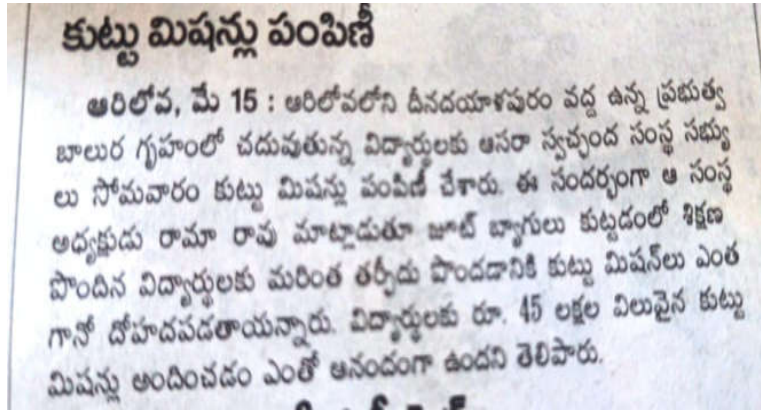 కుట్టు మిషన్లు పంపిణీ
ఆరిలోవ, మే 15 : ఆరిలోవలోని దీనదయాళపురం వద్ద ఉన్న ప్రభుత్వ
బాలుర గృహంలో చదువుతున్న విద్యార్థులకు ఆసరా స్వచ్ఛంద సంస్థ సభ్యు
లు సోమవారం కుట్టు మిషన్లు పంపిణీ చేశారు. ఈ సందర్భంగా ఆ సంస్థ
అధ్యక్షుడు రామా రావు మాట్లాడుతూ జూట్ బ్యాగులు కుట్టడంలో శిక్షణ
పొందిన విద్యార్థులకు మరింత తర్ఫీదు పొందడానికి కుట్టు మిషన్‌లు ఎంత
గానో దోహదపడతాయన్నారు. విద్యార్థులకు రూ. 45 లక్షల విలువైన కుట్టు
మిషన్లు అందించడం ఎంతో ఆనందంగా ఉందని తెలిపారు.